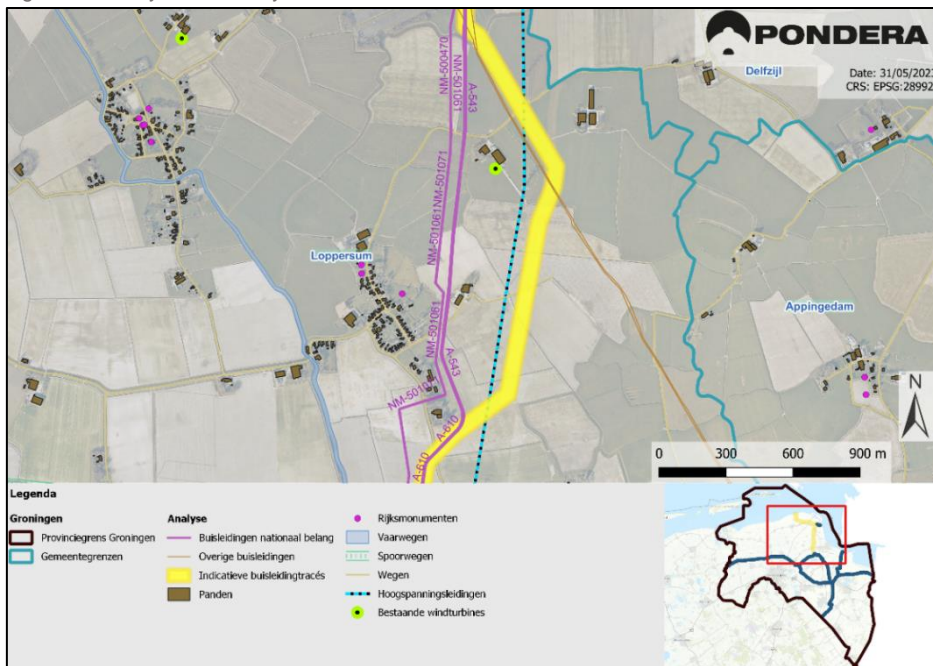 PONDERA
Date: 31/05/2023
CRS: EPSG:28992
Delfzijl
NM-500470
NM-501061
A-543
NM-501071
NM-501061
Loppersum
Appingedam
NM-501061
A-543
A-610
A-610
N
0 300 600 900 m
Legenda
Groningen
Provinciegrens Groningen
Gemeentegrenzen
Analyse
Buisleidingen nationaal belang
Overige buisleidingen
Indicatieve buisleidingtracés
Panden
Rijksmonumenten
Vaarwegen
Spoorwegen
Wegen
Hoogspanningsleidingen
Bestaande windturbines